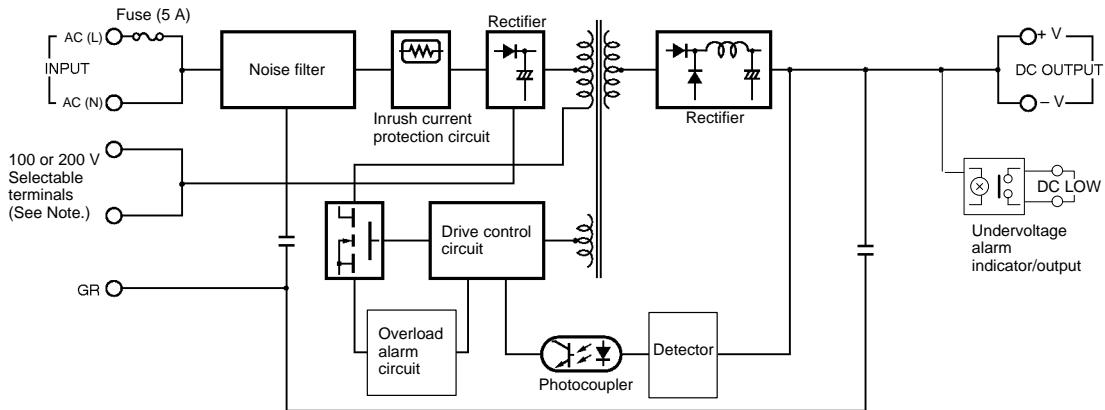 Fuse (5 A)
AC (L)
INPUT
AC (N)
Noise filter
Inrush current
protection circuit
Rectifier
Rectifier
+ V
DC OUTPUT
– V
100 or 200 V
Selectable
terminals
(See Note.)
DC LOW
Undervoltage
alarm
indicator/output
Drive control
circuit
GR
Overload
alarm
circuit
Photocoupler
Detector